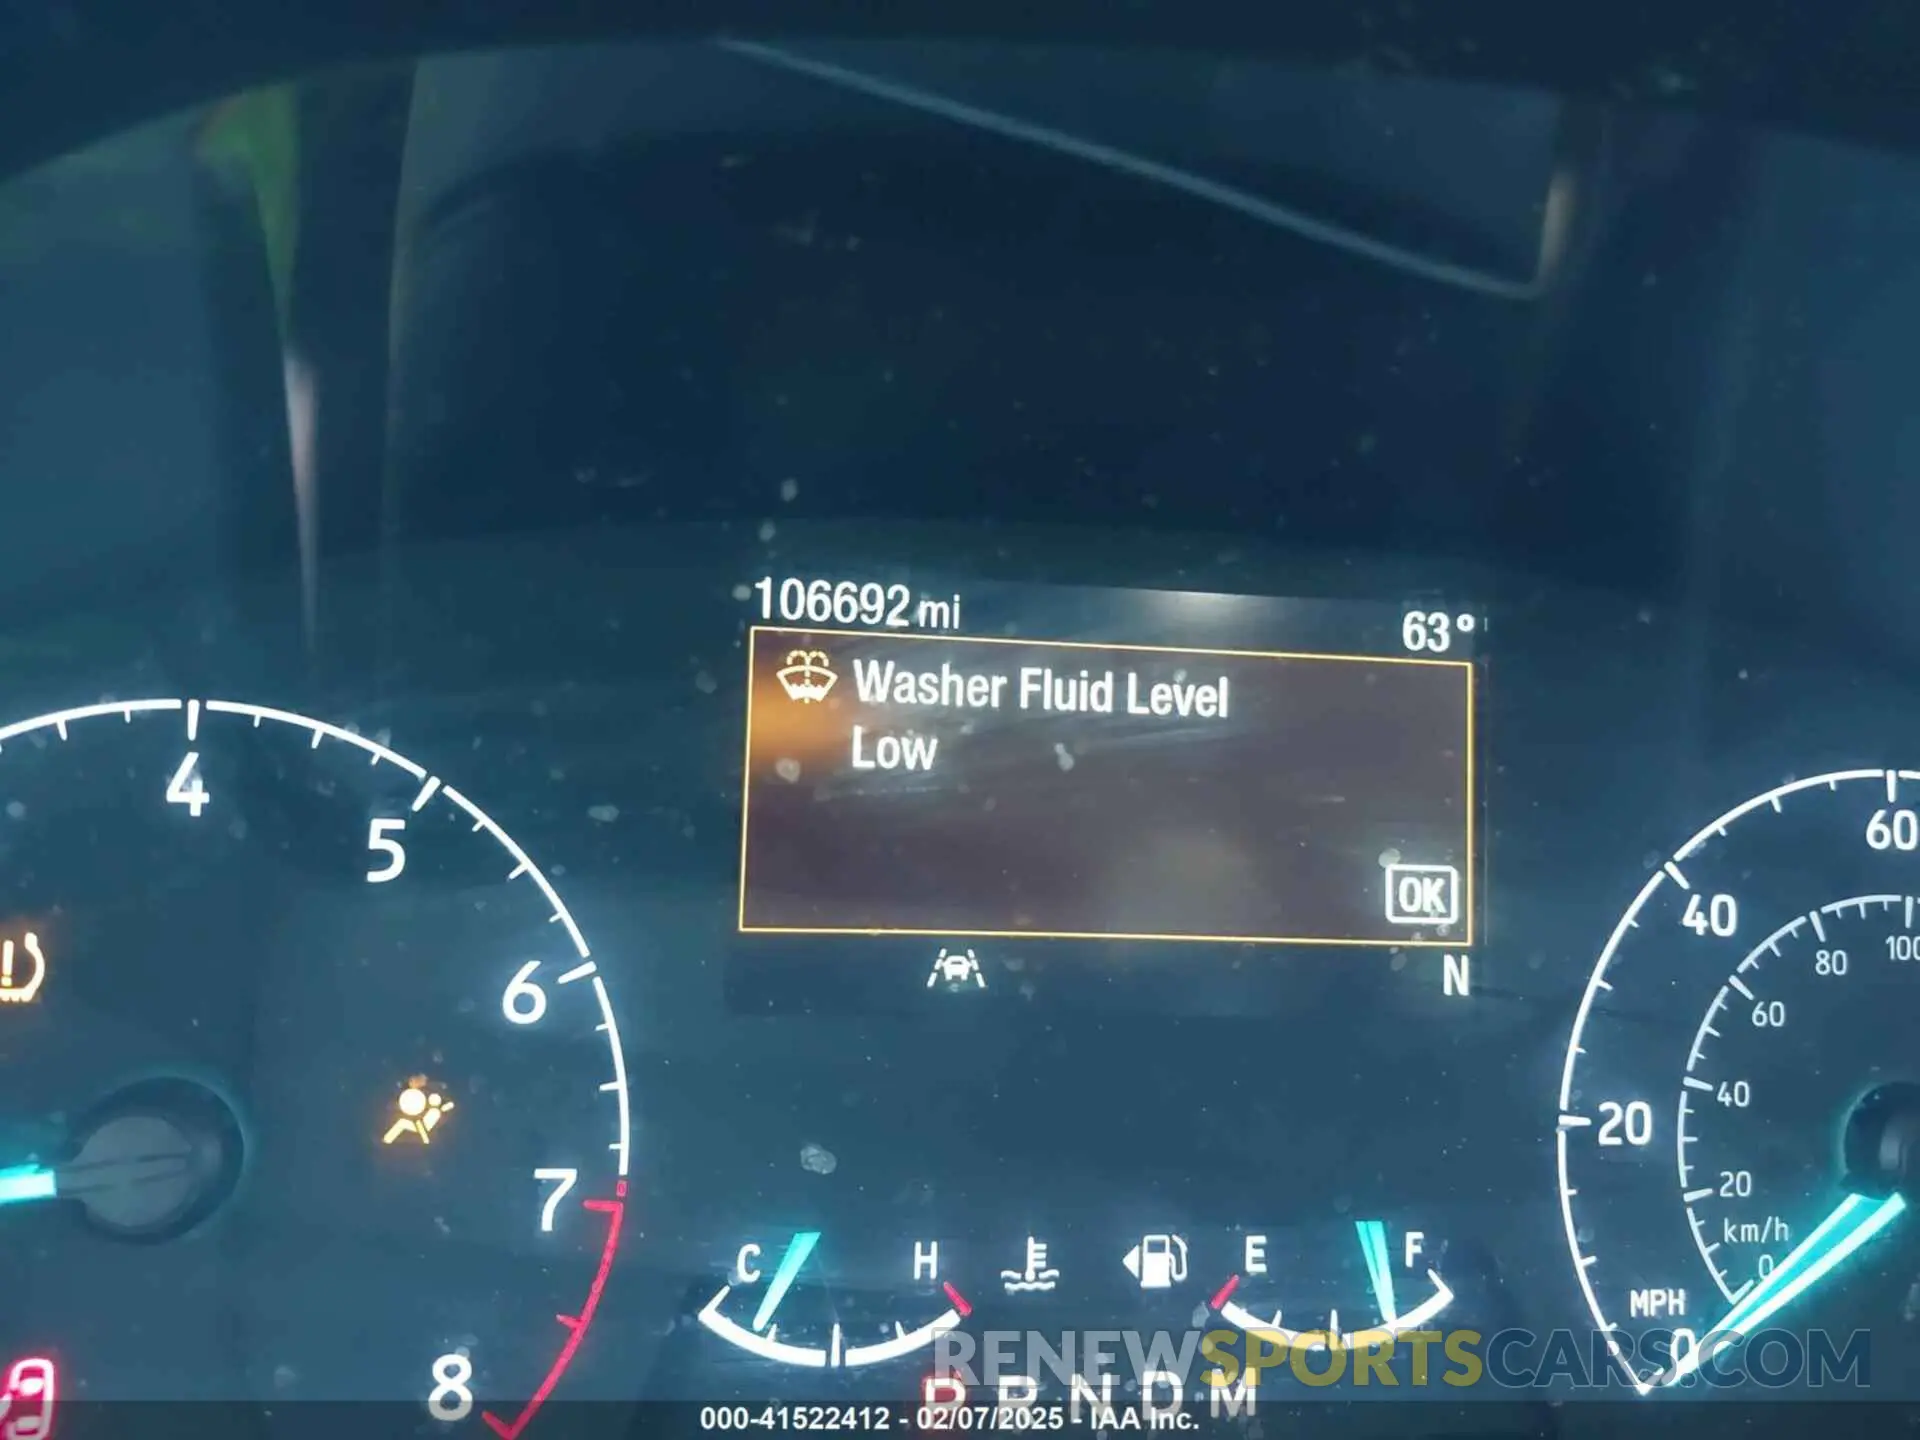 106692 mi 63°
Washer Fluid Level
Low
OK
N
4
5
6
7
8
C H
E F
60
40
20
MPH
0
100
80
60
40
20
km/h
0
P R N D M
RENEWSPORTSCARS.COM
000-41522412 - 02/07/2025 - IAA Inc.